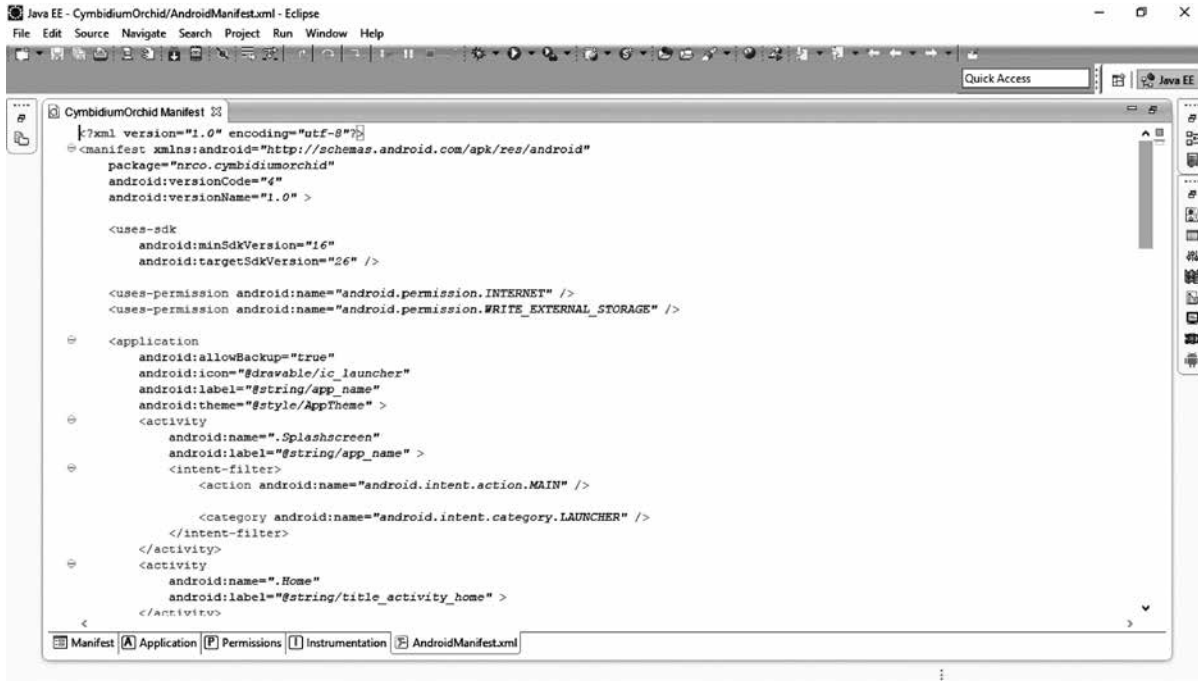 Java EE - CymbidiumOrchid/AndroidManifest.xml - Eclipse
File Edit Source Navigate Search Project Run Window Help
Quick Access
Java EE
CymbidiumOrchid Manifest
<?xml version="1.0" encoding="utf-8"?>
<manifest xmlns:android="http://schemas.android.com/apk/res/android"
    package="nrco.cymbidiumorchid"
    android:versionCode="4"
    android:versionName="1.0" >

    <uses-sdk
        android:minSdkVersion="16"
        android:targetSdkVersion="26" />

    <uses-permission android:name="android.permission.INTERNET" />
    <uses-permission android:name="android.permission.WRITE_EXTERNAL_STORAGE" />

    <application
        android:allowBackup="true"
        android:icon="@drawable/ic_launcher"
        android:label="@string/app_name"
        android:theme="@style/AppTheme" >
        <activity
            android:name=".Splashscreen"
            android:label="@string/app_name" >
            <intent-filter>
                <action android:name="android.intent.action.MAIN" />

                <category android:name="android.intent.category.LAUNCHER" />
            </intent-filter>
        </activity>
        <activity
            android:name=".Home"
            android:label="@string/title_activity_home" >
        </activity>
Manifest A Application P Permissions I Instrumentation AndroidManifest.xml